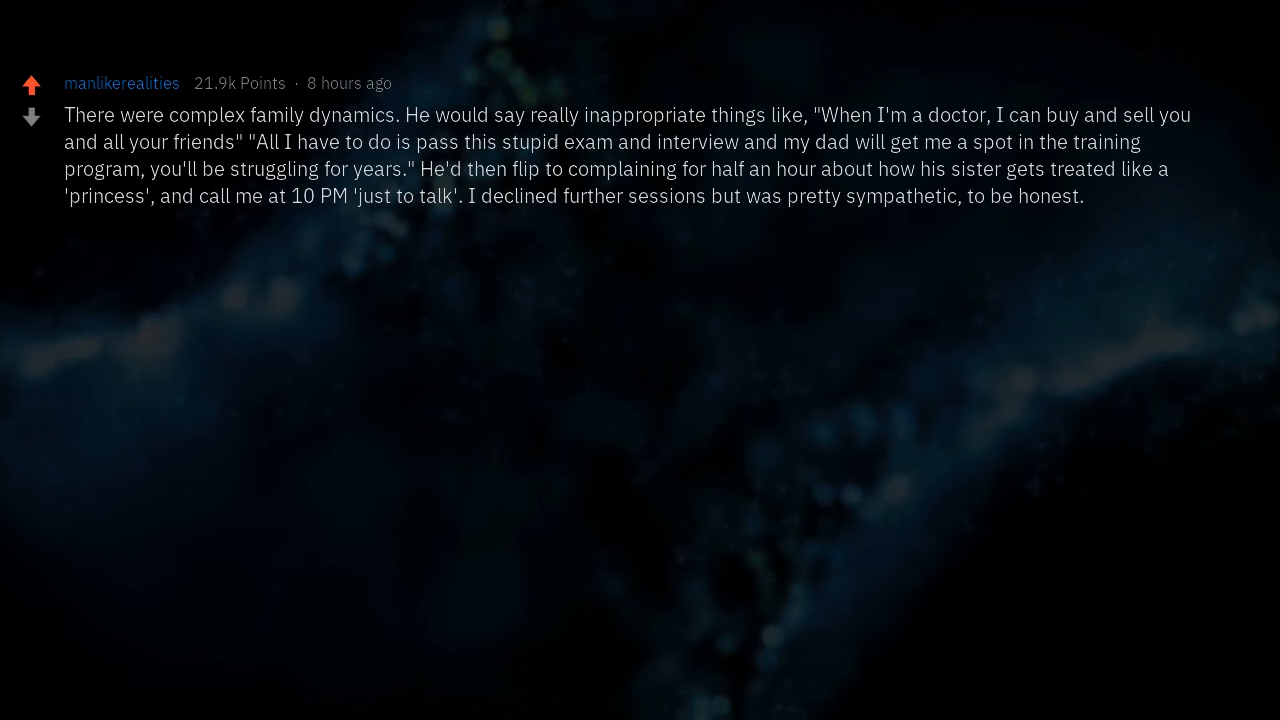 manlikerealities 21.9k Points · 8 hours ago
There were complex family dynamics. He would say really inappropriate things like, "When I'm a doctor, I can buy and sell you
and all your friends" "All I have to do is pass this stupid exam and interview and my dad will get me a spot in the training
program, you'll be struggling for years." He'd then flip to complaining for half an hour about how his sister gets treated like a
'princess', and call me at 10 PM 'just to talk'. I declined further sessions but was pretty sympathetic, to be honest.